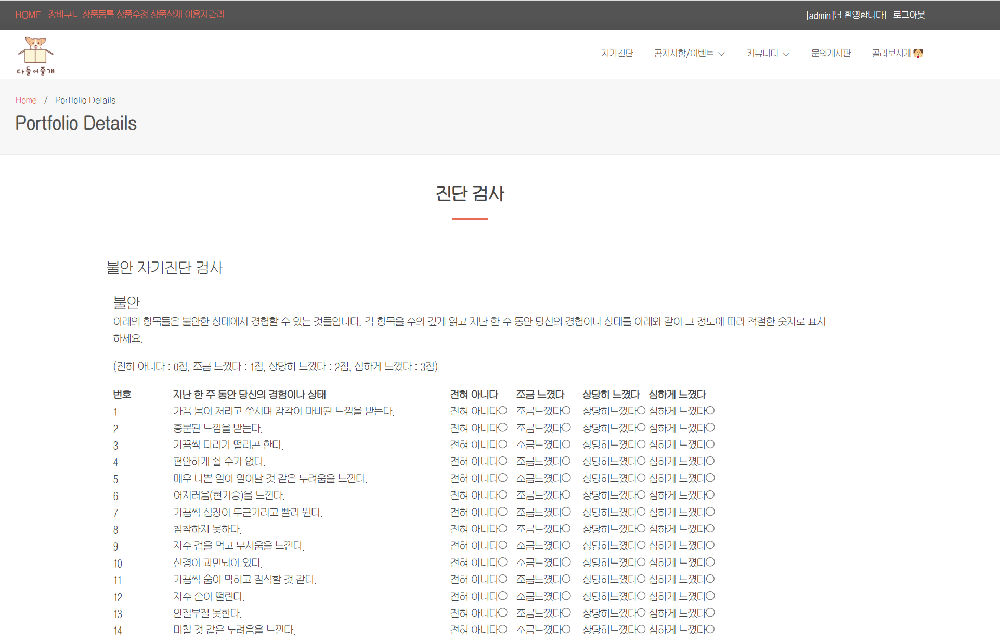 HOME 장바구니 상품등록 상품수정 상품삭제 이용자관리 [admin]님 환영합니다! 로그아웃
다들어줄개
자가진단 공지사항/이벤트 커뮤니티 문의게시판 골라보시개
Home / Portfolio Details
Portfolio Details
진단 검사
불안 자기진단 검사
불안
아래의 항목들은 불안한 상태에서 경험할 수 있는 것들입니다. 각 항목을 주의 깊게 읽고 지난 한 주 동안 당신의 경험이나 상태를 아래와 같이 그 정도에 따라 적절한 숫자로 표시
하세요.
(전혀 아니다 : 0점, 조금 느꼈다 : 1점, 상당히 느꼈다 : 2점, 심하게 느꼈다 : 3점)
번호 지난 한 주 동안 당신의 경험이나 상태 전혀 아니다 조금 느꼈다 상당히 느꼈다 심하게 느꼈다
1 가끔 몸이 저리고 쑤시며 감각이 마비된 느낌을 받는다. 전혀 아니다 조금느꼈다 상당히느꼈다 심하게 느꼈다
2 흥분된 느낌을 받는다. 전혀 아니다 조금느꼈다 상당히느꼈다 심하게 느꼈다
3 가끔씩 다리가 떨리곤 한다. 전혀 아니다 조금느꼈다 상당히느꼈다 심하게 느꼈다
4 편안하게 쉴 수가 없다. 전혀 아니다 조금느꼈다 상당히느꼈다 심하게 느꼈다
5 매우 나쁜 일이 일어날 것 같은 두려움을 느낀다. 전혀 아니다 조금느꼈다 상당히느꼈다 심하게 느꼈다
6 어지러움(현기증)을 느낀다. 전혀 아니다 조금느꼈다 상당히느꼈다 심하게 느꼈다
7 가끔씩 심장이 두근거리고 빨리 뛴다. 전혀 아니다 조금느꼈다 상당히느꼈다 심하게 느꼈다
8 침착하지 못하다. 전혀 아니다 조금느꼈다 상당히느꼈다 심하게 느꼈다
9 자주 겁을 먹고 무서움을 느낀다. 전혀 아니다 조금느꼈다 상당히느꼈다 심하게 느꼈다
10 신경이 과민되어 있다. 전혀 아니다 조금느꼈다 상당히느꼈다 심하게 느꼈다
11 가끔씩 숨이 막히고 질식할 것 같다. 전혀 아니다 조금느꼈다 상당히느꼈다 심하게 느꼈다
12 자주 손이 떨린다. 전혀 아니다 조금느꼈다 상당히느꼈다 심하게 느꼈다
13 안절부절 못한다. 전혀 아니다 조금느꼈다 상당히느꼈다 심하게 느꼈다
14 미칠 것 같은 두려움을 느낀다. 전혀 아니다 조금느꼈다 상당히느꼈다 심하게 느꼈다